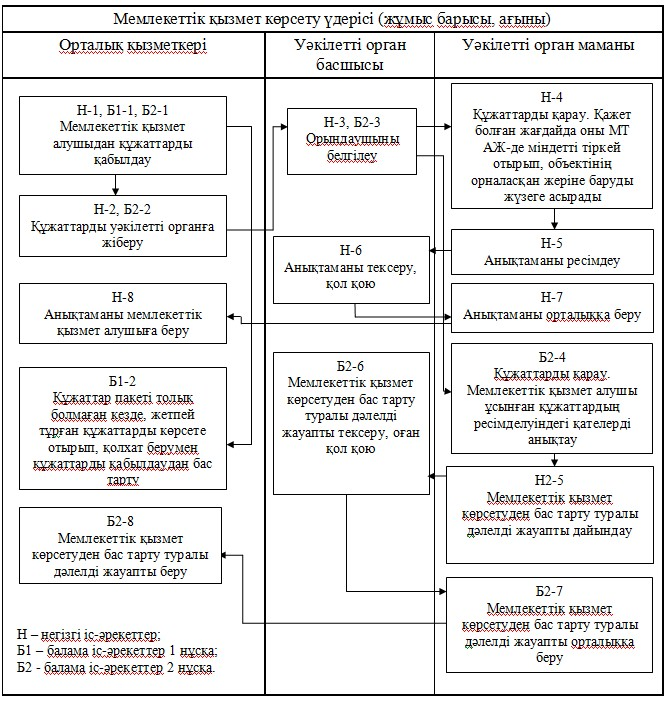 Мемлекеттік қызмет көрсету үдерісі (жұмыс барысы, ағыны)
Орталық қызметкері
Уәкілетті орган
басшысы
Уәкілетті орган маманы
Н-1, Б1-1, Б2-1
Мемлекеттік қызмет
алушыдан құжаттарды
қабылдау
Н-2, Б2-2
Құжаттарды уәкілетті органға
жіберу
Н-8
Анықтаманы мемлекеттік
қызмет алушыға беру
Б1-2
Құжаттар пакеті толық
болмаған кезде, жетпей
тұрған құжаттарды көрсете
отырып, қолхат берумен
құжаттарды қабылдаудан бас
тарту
Б2-8
Мемлекеттік қызмет
көрсетуден бас тарту туралы
дәлелді жауапты беру
Н – негізгі іс-әрекеттер;
Б1 – балама іс-әрекеттер 1 нұсқа;
Б2 - балама іс-әрекеттер 2 нұсқа.
Н-3, Б2-3
Орындаушыны
белгілеу
Н-6
Анықтаманы тексеру,
қол қою
Б2-6
Мемлекеттік қызмет
көрсетуден бас тарту
туралы дәлелді
жауапты тексеру, оған
қол қою
Н-4
Құжаттарды қарау. Қажет
болған жағдайда оны МТ
АЖ-де міндетті тіркей
отырып, объектінің
орналасқан жеріне баруды
жүзеге асырады
Н-5
Анықтаманы ресімдеу
Н-7
Анықтаманы орталыққа беру
Б2-4
Құжаттарды қарау.
Мемлекеттік қызмет алушы
ұсынған құжаттардың
ресімделуіндегі қателерді
анықтау
Н2-5
Мемлекеттік қызмет
көрсетуден бас тарту туралы
дәлелді жауапты дайындау
Б2-7
Мемлекеттік қызмет
көрсетуден бас тарту туралы
дәлелді жауапты орталыққа
беру